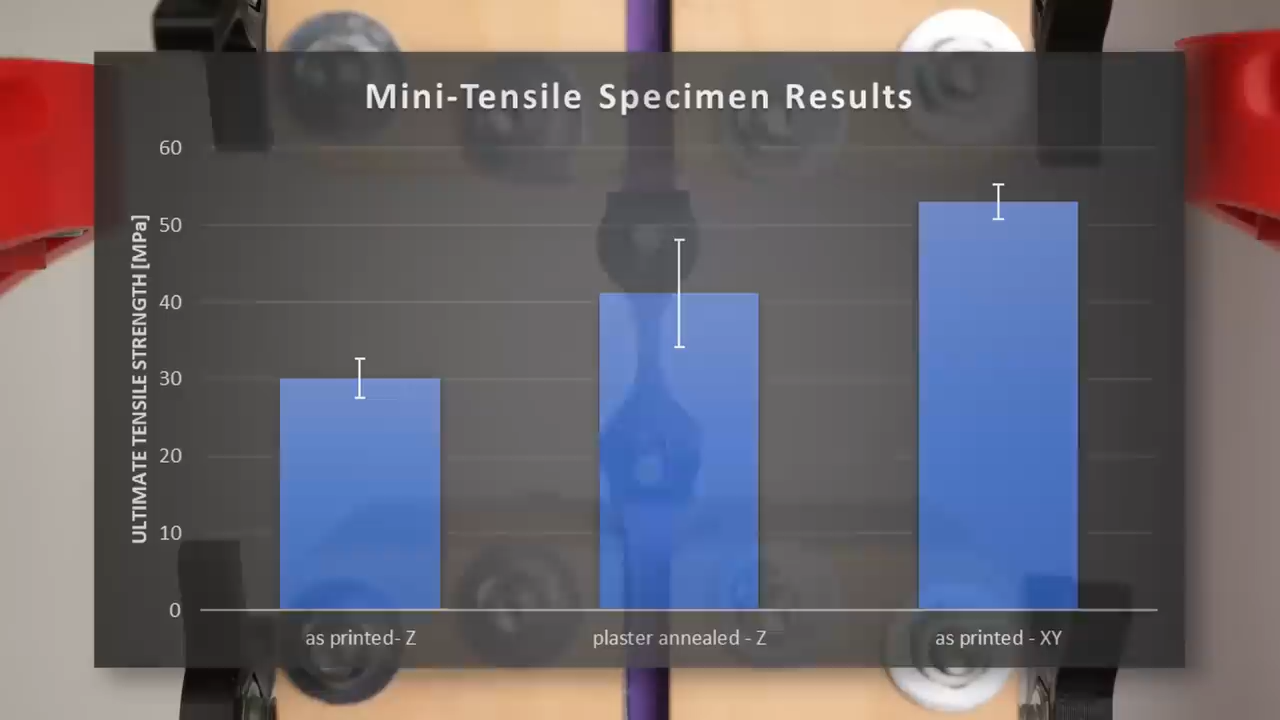 Mini-Tensile Specimen Results
ULTIMATE TENSILE STRENGTH [MPa]
60
50
40
30
20
10
0
as printed- Z
plaster annealed - Z
as printed - XY